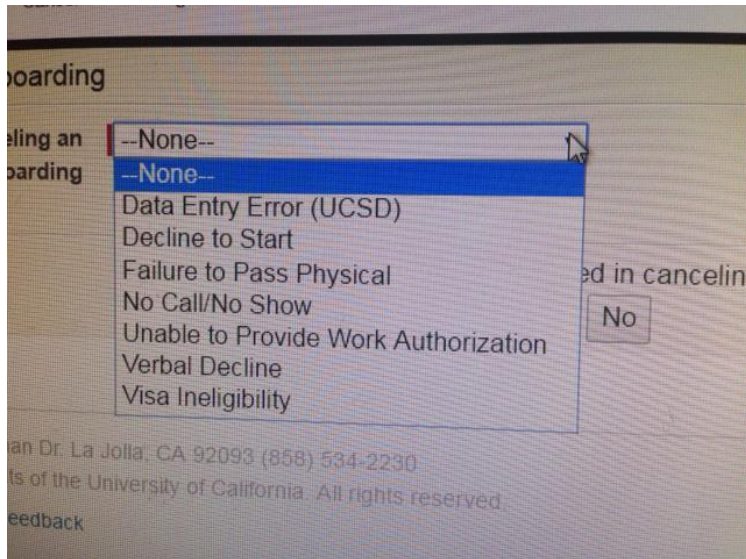 oarding
eling an
oarding
--None--
--None--
Data Entry Error (UCSD)
Decline to Start
Failure to Pass Physical
No Call/No Show
Unable to Provide Work Authorization
Verbal Decline
Visa Ineligibility
ed in cancelin
No
an Dr. La Jolla, CA 92093 (858) 534-2230
ts of the University of California. All rights reserved.
eedback